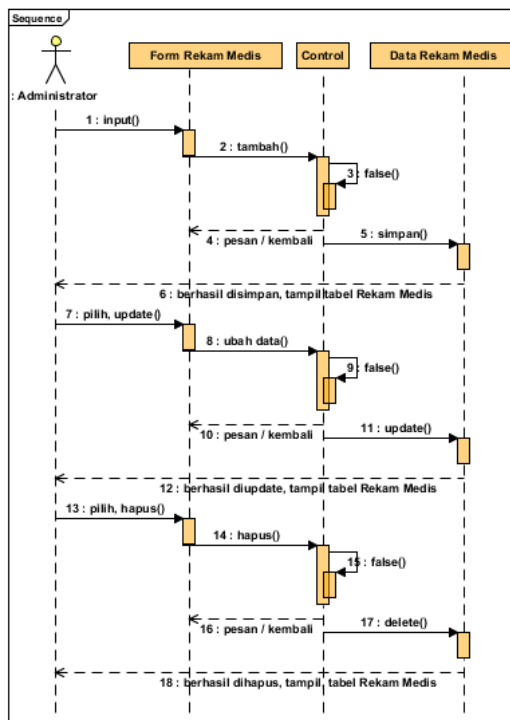 Sequence
Form Rekam Medis
Control
Data Rekam Medis
: Administrator
1 : input()
2 : tambah()
3 : false()
4 : pesan / kembali
5 : simpan()
6 : berhasil disimpan, tampil tabel Rekam Medis
7 : pilih, update()
8 : ubah data()
9 : false()
10 : pesan / kembali
11 : update()
12 : berhasil diupdate, tampil tabel Rekam Medis
13 : pilih, hapus()
14 : hapus()
15 : false()
16 : pesan / kembali
17 : delete()
18 : berhasil dihapus, tampil, tabel Rekam Medis